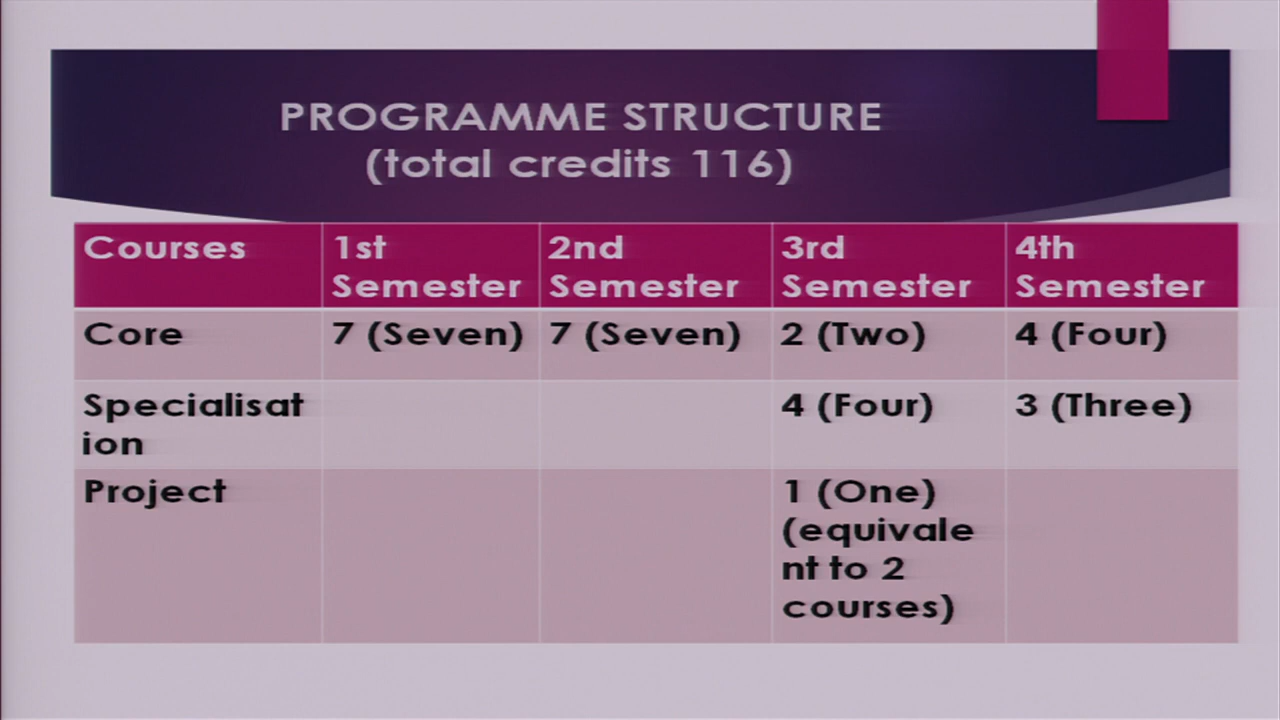 PROGRAMME STRUCTURE
(total credits 116)
Courses
1st
Semester
2nd
Semester
3rd
Semester
4th
Semester
Core
7 (Seven)
7 (Seven)
2 (Two)
4 (Four)
Specialisat
ion
4 (Four)
3 (Three)
Project
1 (One)
(equivale
nt to 2
courses)